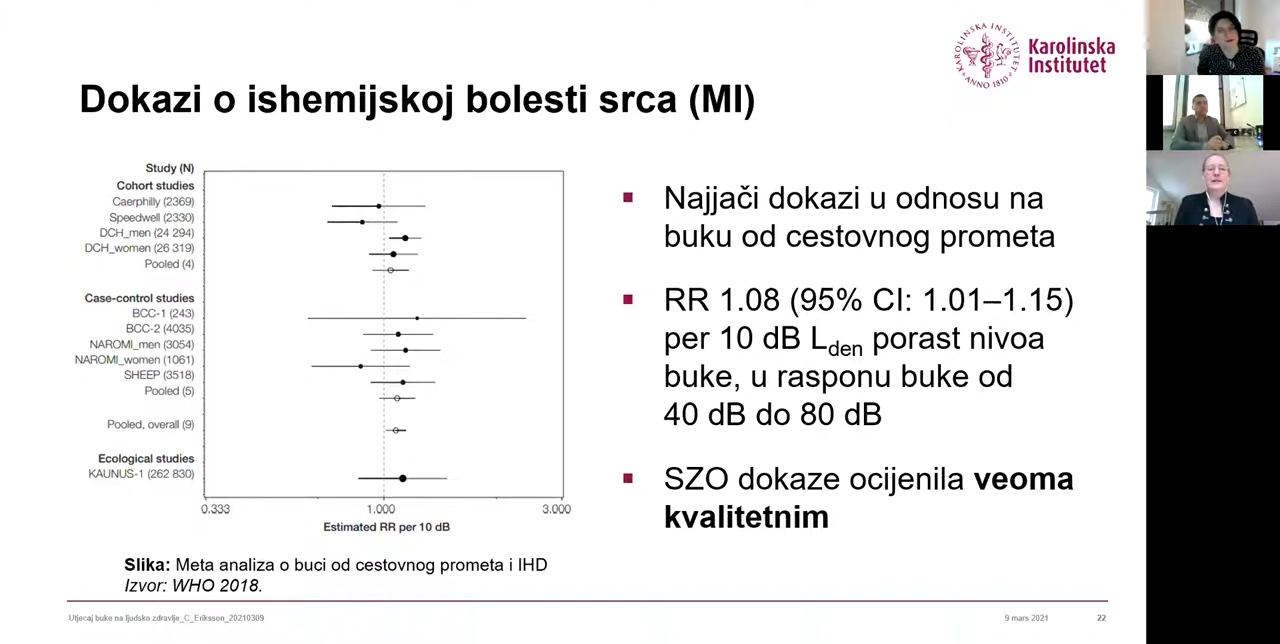 KAROLINSKA INSTITUTET
ANNO 1810
Karolinska
Institutet
Dokazi o ishemijskoj bolesti srca (MI)
Study (N)
Cohort studies
Caerphilly (2369)
Speedwell (2330)
DCH_men (24 294)
DCH_women (26 319)
Pooled (4)
Case-control studies
BCC-1 (243)
BCC-2 (4035)
NAROMI_men (3054)
NAROMI_women (1061)
SHEEP (3518)
Pooled (5)
Pooled, overall (9)
Ecological studies
KAUNUS-1 (262 830)
0.333 1.000 3.000
Estimated RR per 10 dB
Slika: Meta analiza o buci od cestovnog prometa i IHD
Izvor: WHO 2018.
▪ Najjači dokazi u odnosu na
buku od cestovnog prometa
▪ RR 1.08 (95% CI: 1.01–1.15)
per 10 dB Lden porast nivoa
buke, u rasponu buke od
40 dB do 80 dB
▪ SZO dokaze ocijenila veoma
kvalitetnim
Utjecaj buke na ljudsko zdravlje_C_Eriksson_20210309
9 mars 2021
22